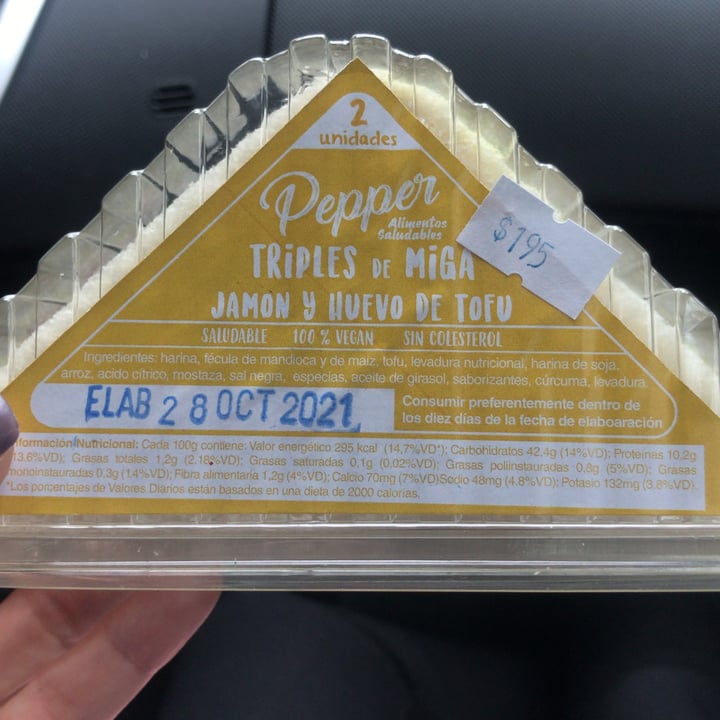 2
unidades
Pepper
Alimentos
Saludables
$195
TRIPLES DE MIGA
JAMON Y HUEVO DE TOFU
SALUDABLE 100 % VEGAN SIN COLESTEROL
Ingredientes: harina, fécula de mandioca y de maiz, tofu, levadura nutricional, harina de soja,
arroz, acido cítrico, mostaza, sal negra, especias, aceite de girasol, saborizantes, cúrcuma, levadura.
ELAB 28 OCT 2021
Consumir preferentemente dentro de
los diez días de la fecha de elaboaración
Información Nutricional: Cada 100g contiene: Valor energético 295 kcal (14,7%VD*); Carbohidratos 42.4g (14%VD); Proteínas 10.2g
(13.6%VD); Grasas totales 1,2g (2.18%VD); Grasas saturadas 0,1g (0.02%VD); Grasas poliinstauradas 0,8g (5%VD); Grasas
monoinstauradas 0,3g (1.4%VD); Fibra alimentaria 1,2g (4%VD); Calcio 70mg (7%VD)Sodio 48mg (4.8%VD); Potasio 132mg (3.8%VD).
*Los porcentajes de Valores Diarios están basados en una dieta de 2000 calorías.